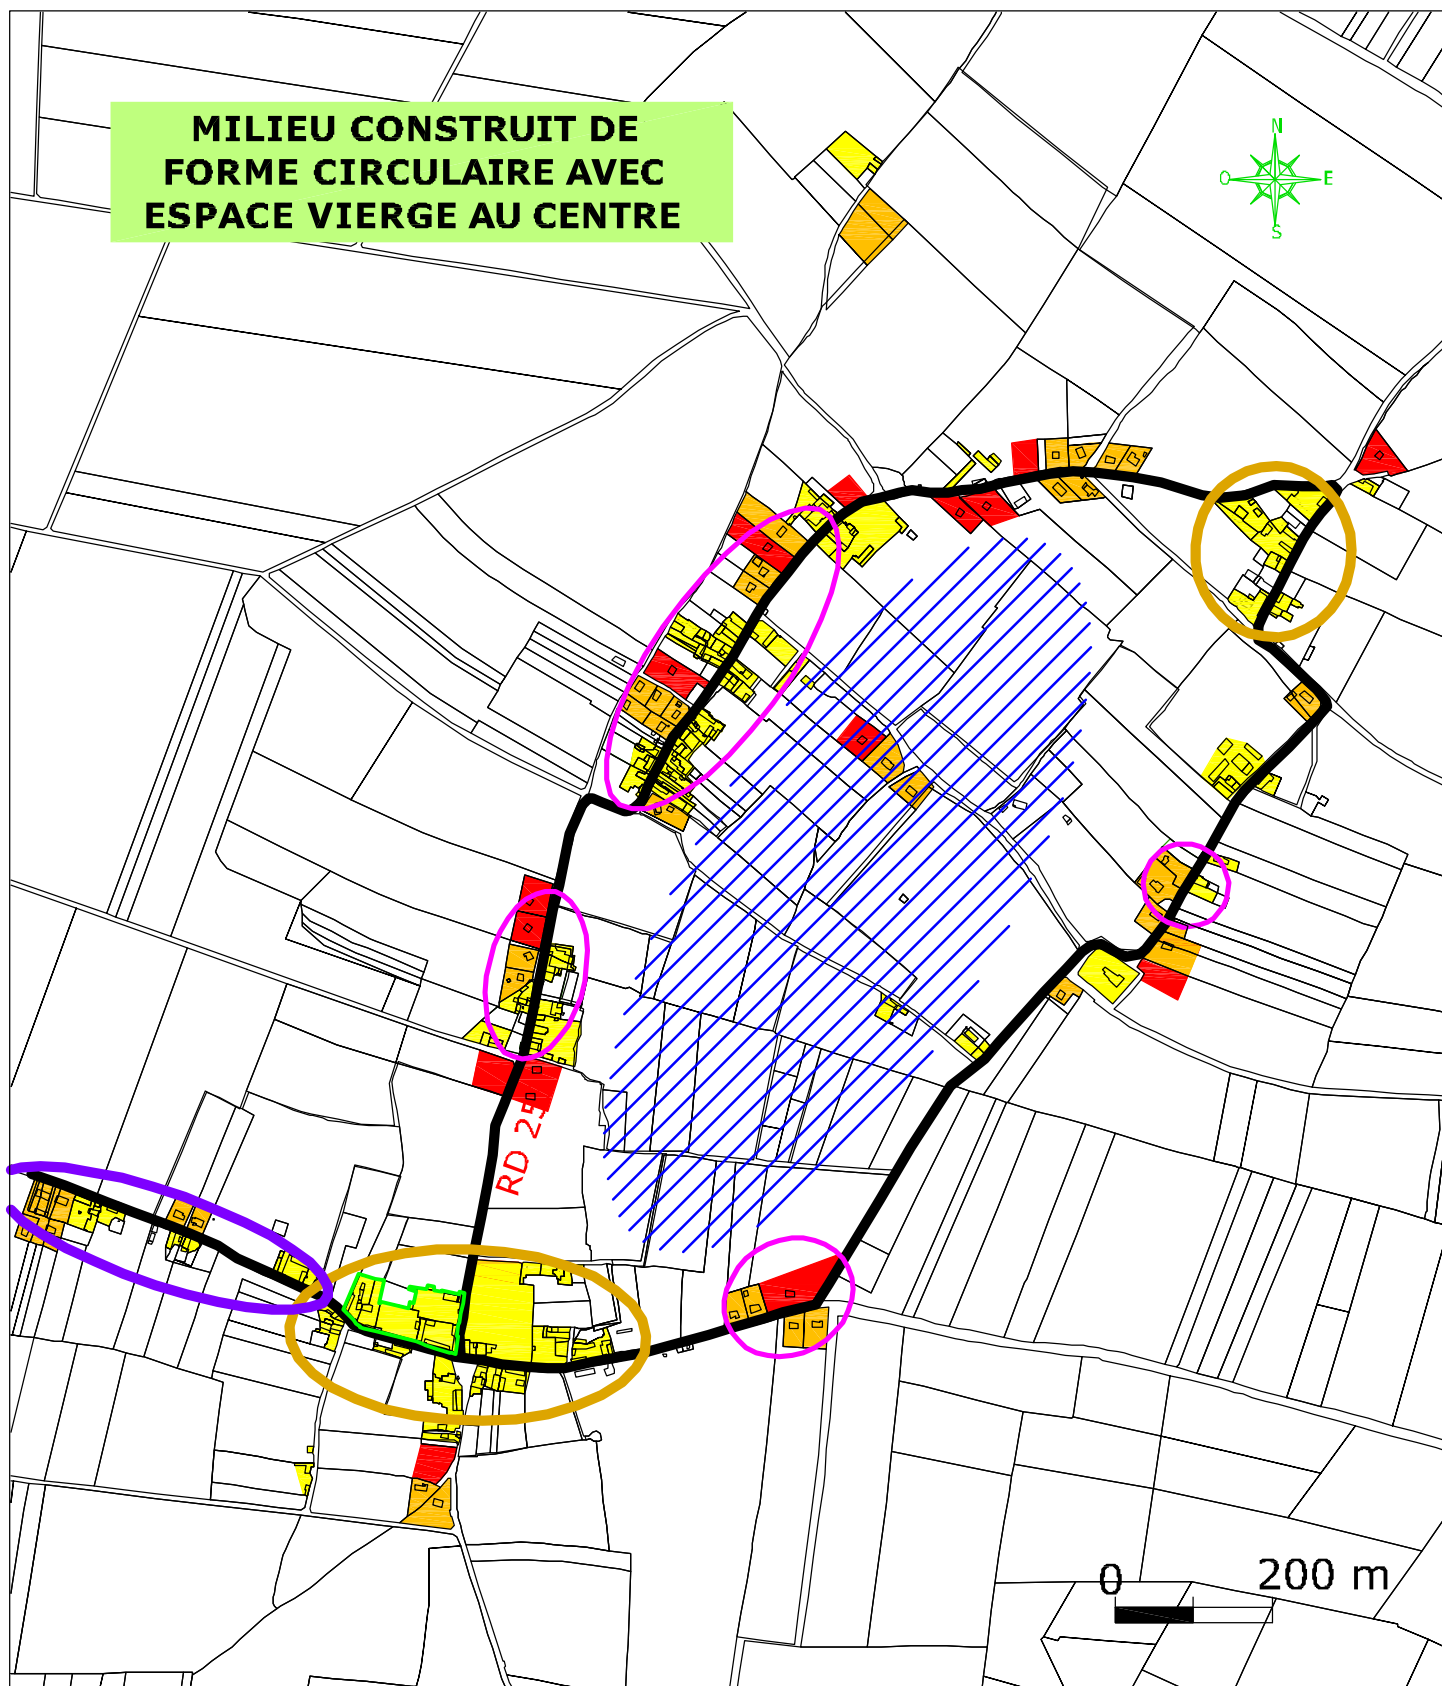 MILIEU CONSTRUIT DE
FORME CIRCULAIRE AVEC
ESPACE VIERGE AU CENTRE
N
O E
S
RD 25
0 200 m